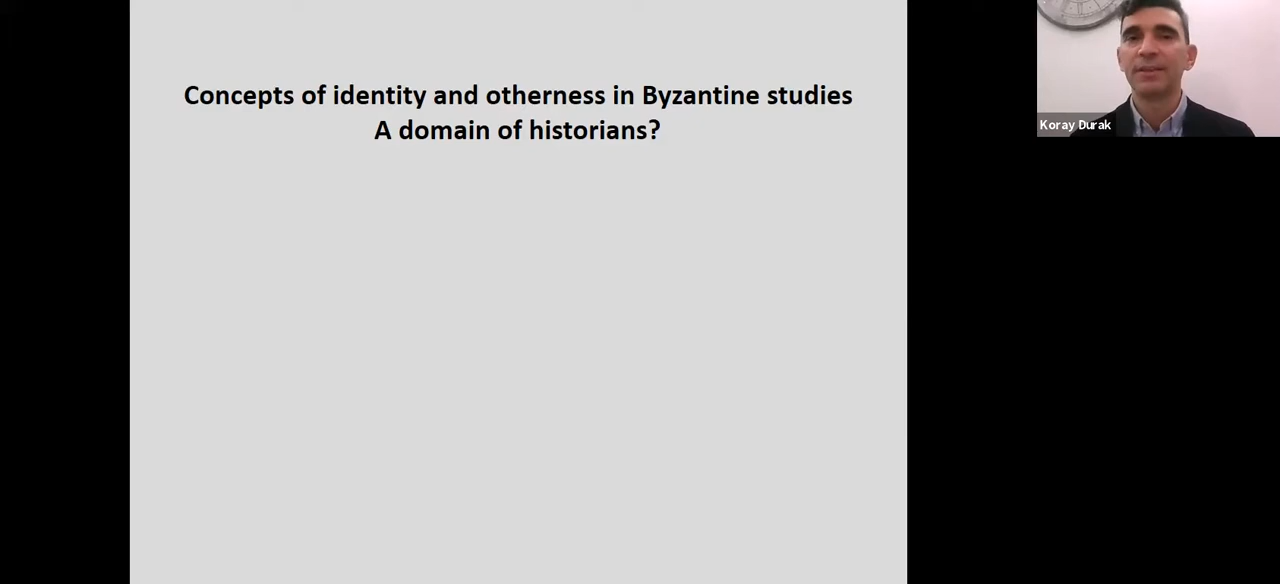 Concepts of identity and otherness in Byzantine studies
A domain of historians?
Koray Durak